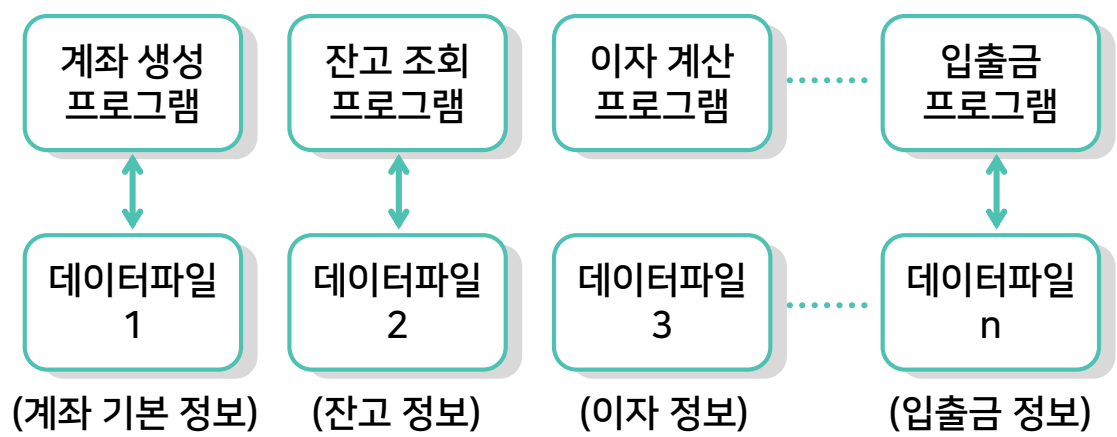 계좌 생성
프로그램
잔고 조회
프로그램
이자 계산
프로그램
입출금
프로그램
데이터파일
1
데이터파일
2
데이터파일
3
데이터파일
n
(계좌 기본 정보)
(잔고 정보)
(이자 정보)
(입출금 정보)